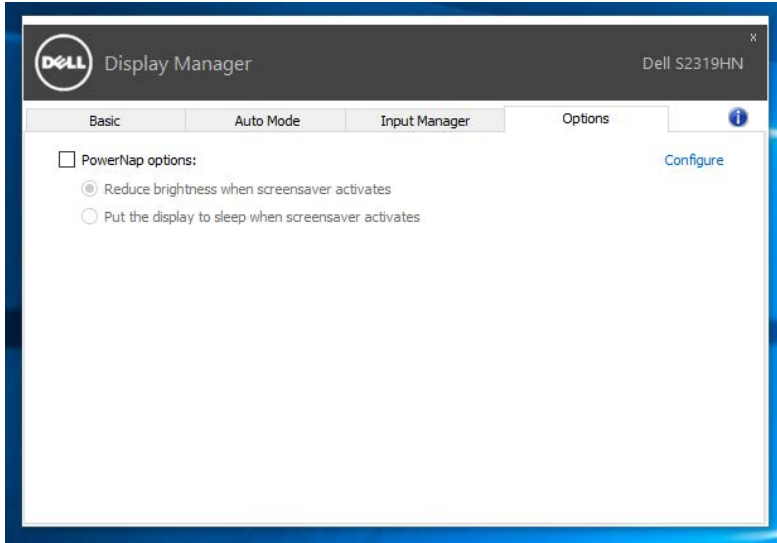 x
DELL Display Manager Dell S2319HN
Basic Auto Mode Input Manager Options i
PowerNap options: Configure
Reduce brightness when screensaver activates
Put the display to sleep when screensaver activates